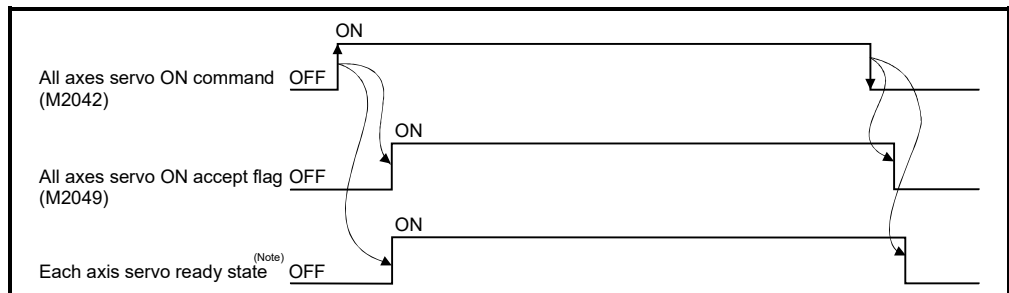 ON
All axes servo ON command OFF
(M2042)
ON
All axes servo ON accept flag OFF
(M2049)
ON
Each axis servo ready state (Note) OFF